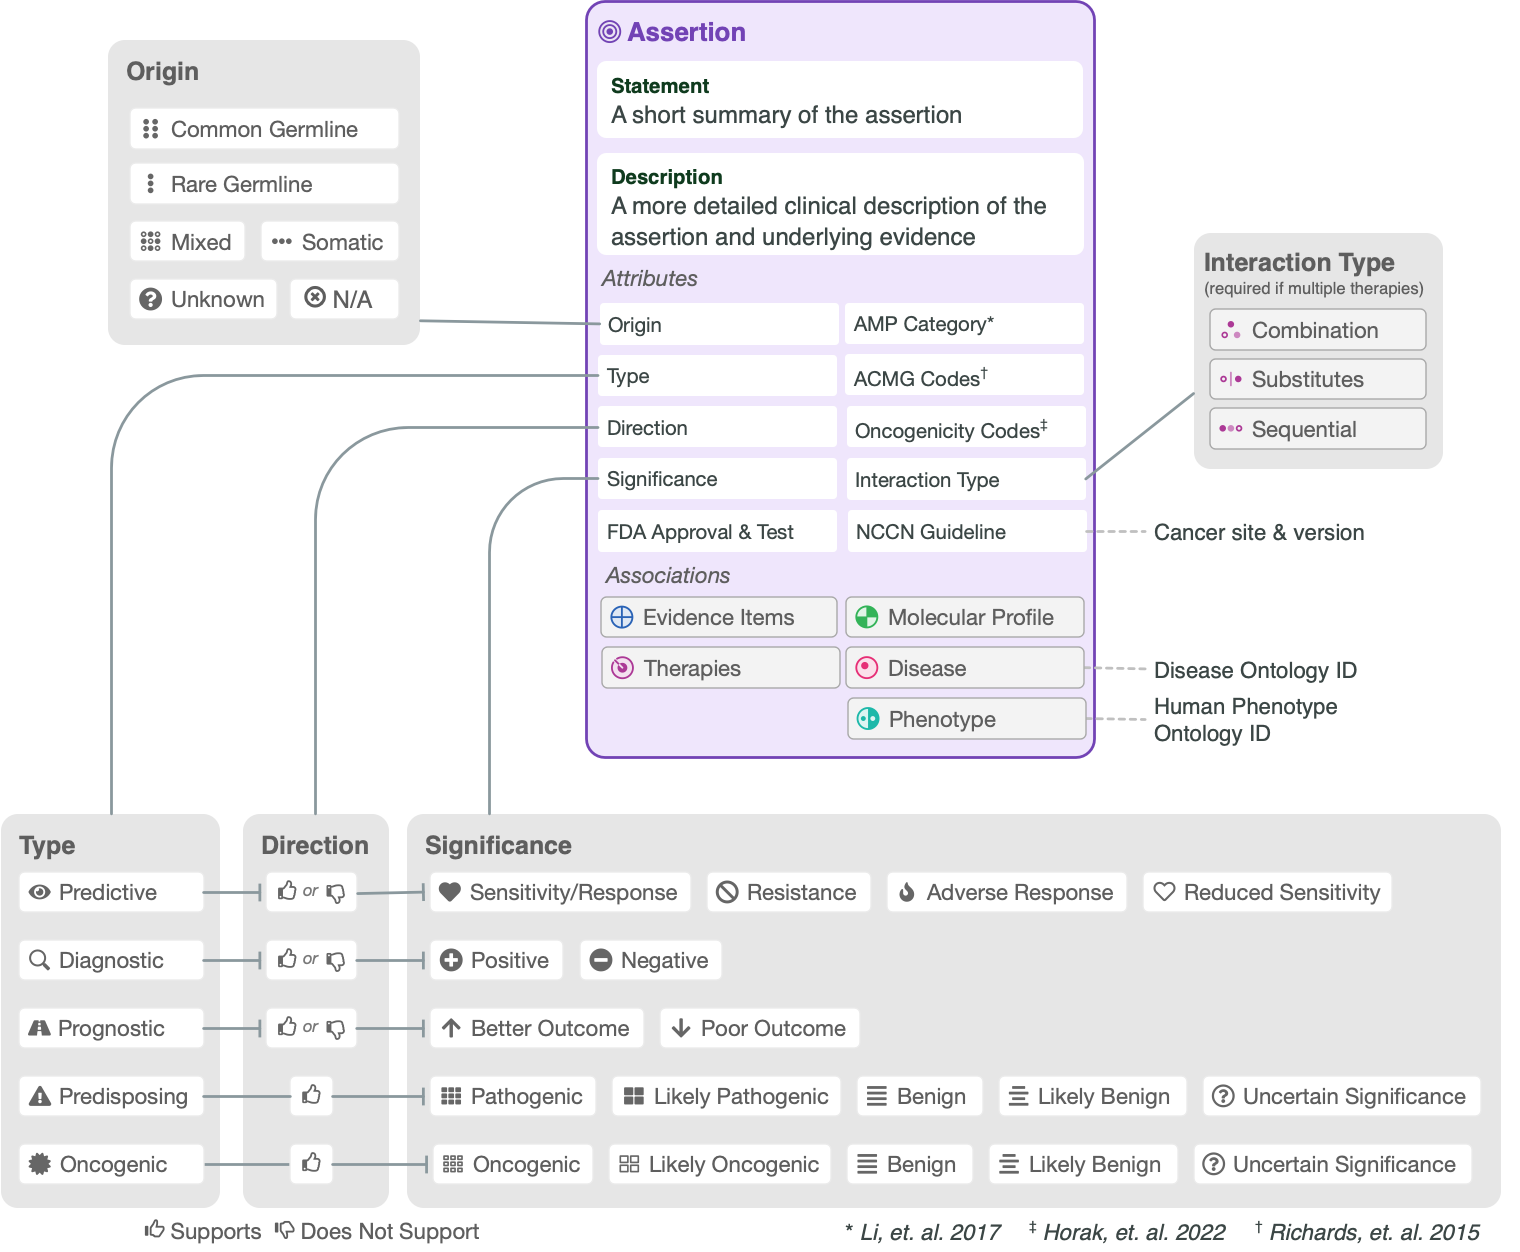 Assertion
Statement
A short summary of the assertion
Description
A more detailed clinical description of the
assertion and underlying evidence
Attributes
Origin
AMP Category*
Type
ACMG Codes†
Direction
Oncogenicity Codes‡
Significance
Interaction Type
FDA Approval & Test
NCCN Guideline
Associations
Evidence Items
Molecular Profile
Therapies
Disease
Phenotype
Origin
Common Germline
Rare Germline
Mixed
Somatic
Unknown
N/A
Interaction Type
(required if multiple therapies)
Combination
Substitutes
Sequential
Cancer site & version
Disease Ontology ID
Human Phenotype
Ontology ID
Type
Direction
Significance
Predictive
or
Sensitivity/Response
Resistance
Adverse Response
Reduced Sensitivity
Diagnostic
or
Positive
Negative
Prognostic
or
Better Outcome
Poor Outcome
Predisposing
Pathogenic
Likely Pathogenic
Benign
Likely Benign
Uncertain Significance
Oncogenic
Oncogenic
Likely Oncogenic
Benign
Likely Benign
Uncertain Significance
Supports
Does Not Support
* Li, et. al. 2017
‡ Horak, et. al. 2022
† Richards, et. al. 2015